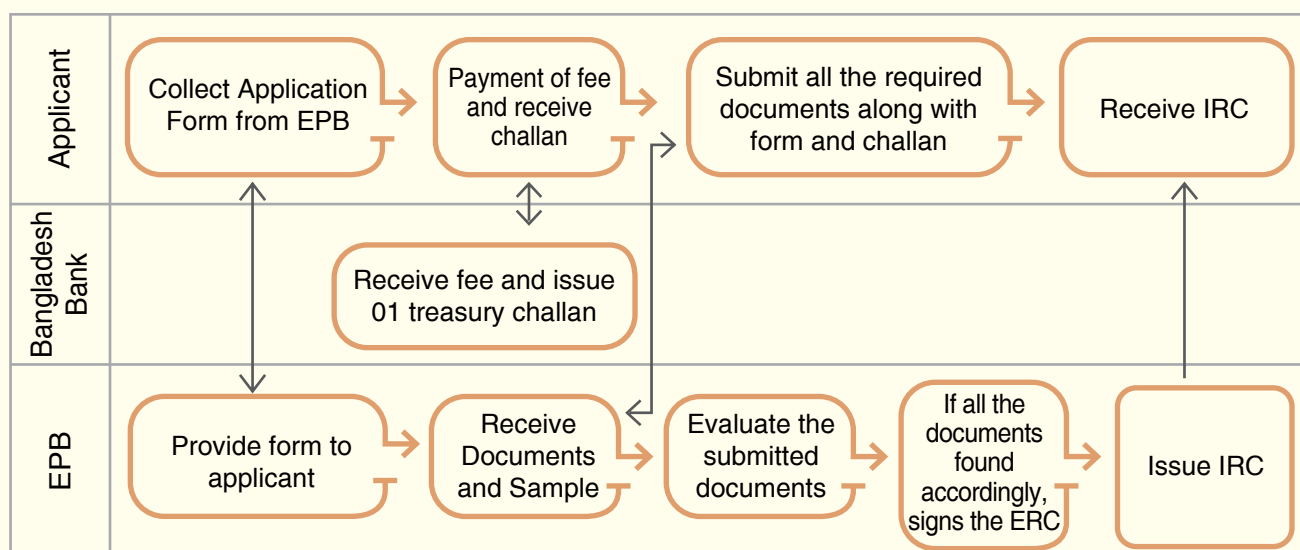 Applicant
Collect Application
Form from EPB
Payment of fee
and receive
challan
Submit all the required
documents along with
form and challan
Receive IRC
Bangladesh
Bank
Receive fee and issue
01 treasury challan
EPB
Provide form to
applicant
Receive
Documents
and Sample
Evaluate the
submitted
documents
If all the
documents
found
accordingly,
signs the ERC
Issue IRC